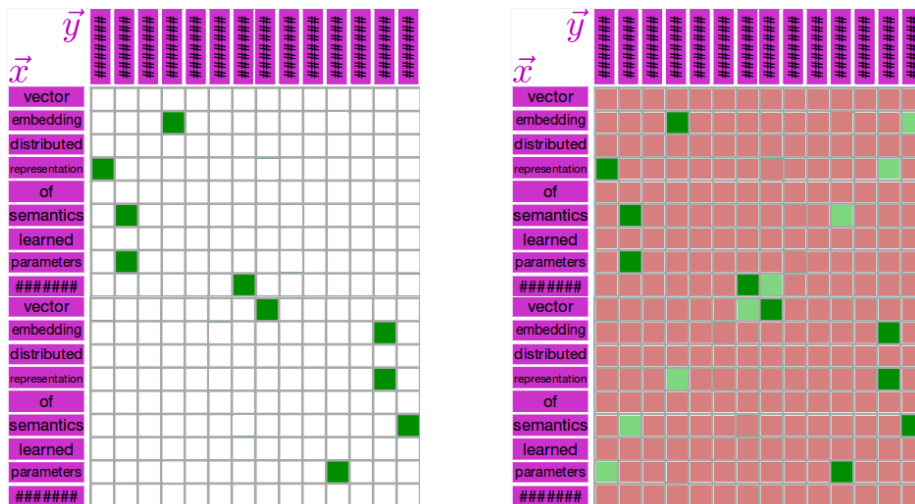 y⃗
x⃗
vector
embedding
distributed
representation
of
semantics
learned
parameters
#######
vector
embedding
distributed
representation
of
semantics
learned
parameters
#######
y⃗
x⃗
vector
embedding
distributed
representation
of
semantics
learned
parameters
#######
vector
embedding
distributed
representation
of
semantics
learned
parameters
#######